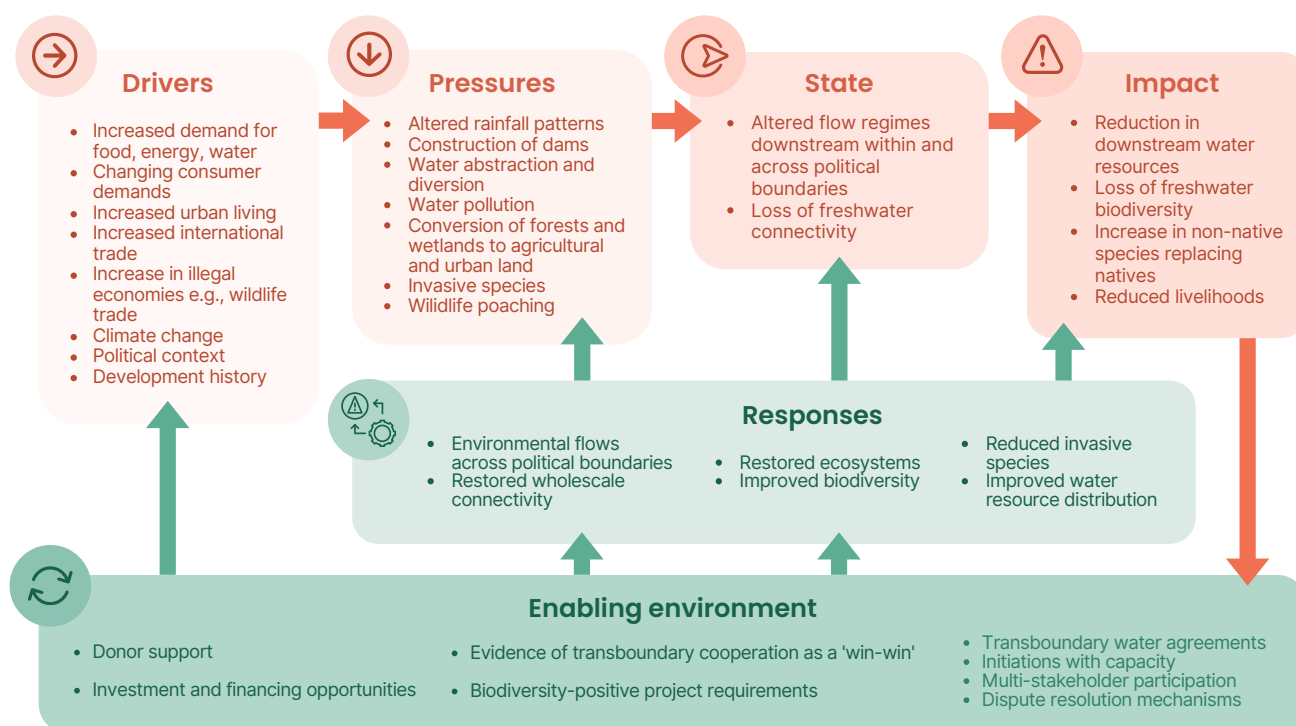 Drivers
• Increased demand for
food, energy, water
• Changing consumer
demands
• Increased urban living
• Increased international
trade
• Increase in illegal
economies e.g., wildlife
trade
• Climate change
• Political context
• Development history
Pressures
• Altered rainfall patterns
• Construction of dams
• Water abstraction and
diversion
• Water pollution
• Conversion of forests and
wetlands to agricultural
and urban land
• Invasive species
• Wilidlife poaching
State
• Altered flow regimes
downstream within and
across political
boundaries
• Loss of freshwater
connectivity
Impact
• Reduction in
downstream water
resources
• Loss of freshwater
biodiversity
• Increase in non-native
species replacing
natives
• Reduced livelihoods
Responses
• Environmental flows
across political boundaries
• Restored wholescale
connectivity
• Restored ecosystems
• Improved biodiversity
• Reduced invasive
species
• Improved water
resource distribution
Enabling environment
• Donor support
• Investment and financing opportunities
• Evidence of transboundary cooperation as a 'win-win'
• Biodiversity-positive project requirements
• Transboundary water agreements
• Initiations with capacity
• Multi-stakeholder participation
• Dispute resolution mechanisms